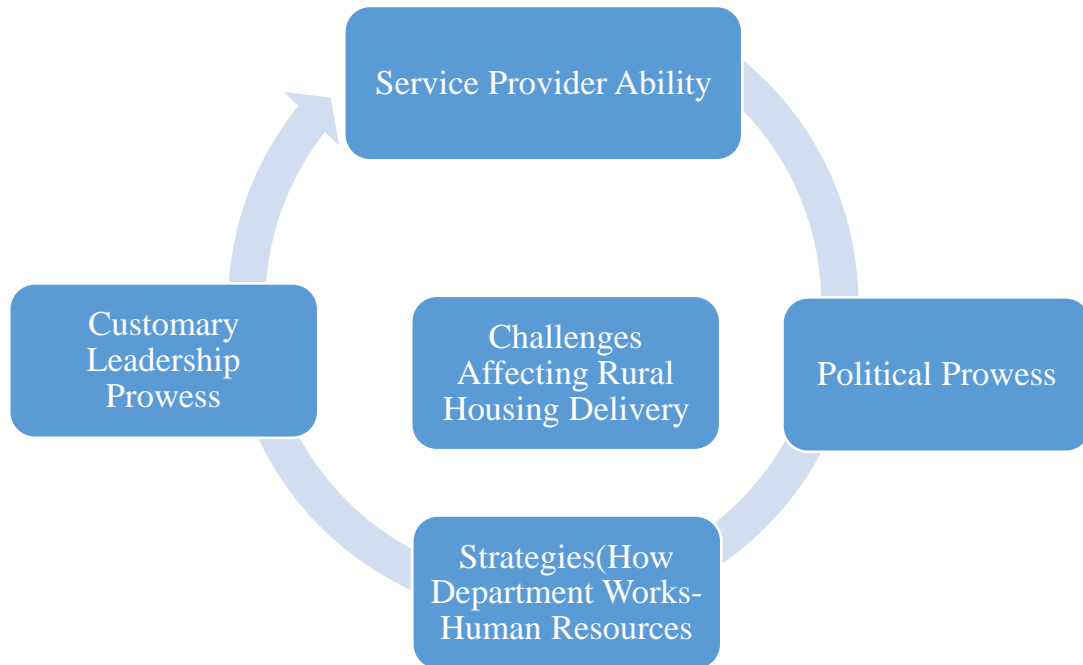 Service Provider Ability
Customary
Leadership
Prowess
Challenges
Affecting Rural
Housing Delivery
Political Prowess
Strategies(How
Department Works-
Human Resources